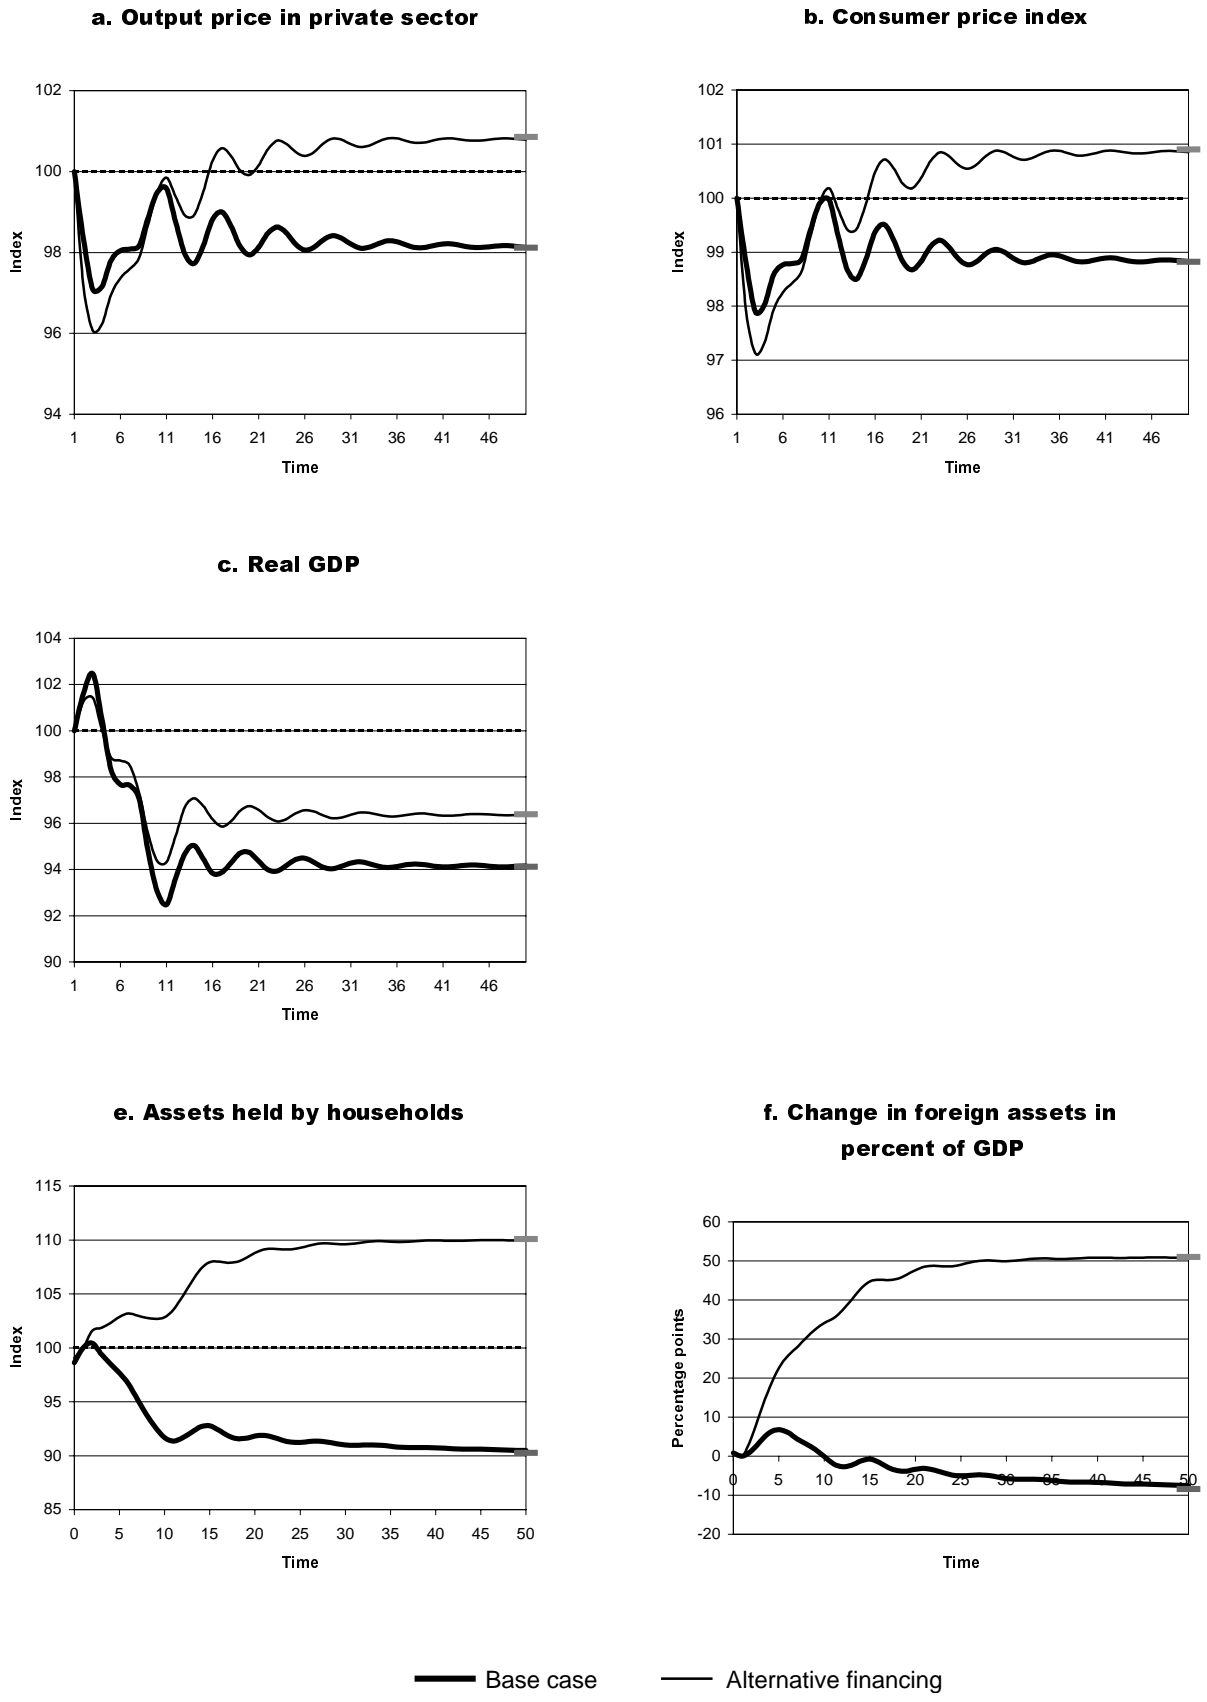 a. Output price in private sector
b. Consumer price index
102
100
98
96
94
Index
1 6 11 16 21 26 31 36 41 46
Time
102
101
100
99
98
97
96
Index
1 6 11 16 21 26 31 36 41 46
Time
c. Real GDP
104
102
100
98
96
94
92
90
Index
1 6 11 16 21 26 31 36 41 46
Time
e. Assets held by households
115
110
105
100
95
90
85
Index
0 5 10 15 20 25 30 35 40 45 50
Time
f. Change in foreign assets in
percent of GDP
60
50
40
30
20
10
0
-10
-20
Percentage points
0 5 10 15 20 25 30 35 40 45 50
Time
Base case
Alternative financing